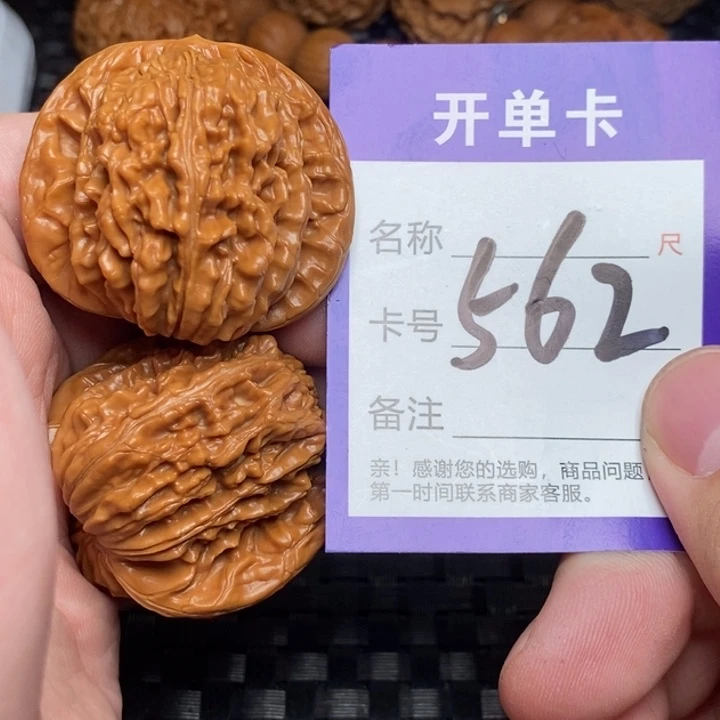 开单卡
名称 尺
卡号 562
备注
亲！感谢您的选购，商品问题
第一时间联系商家客服。